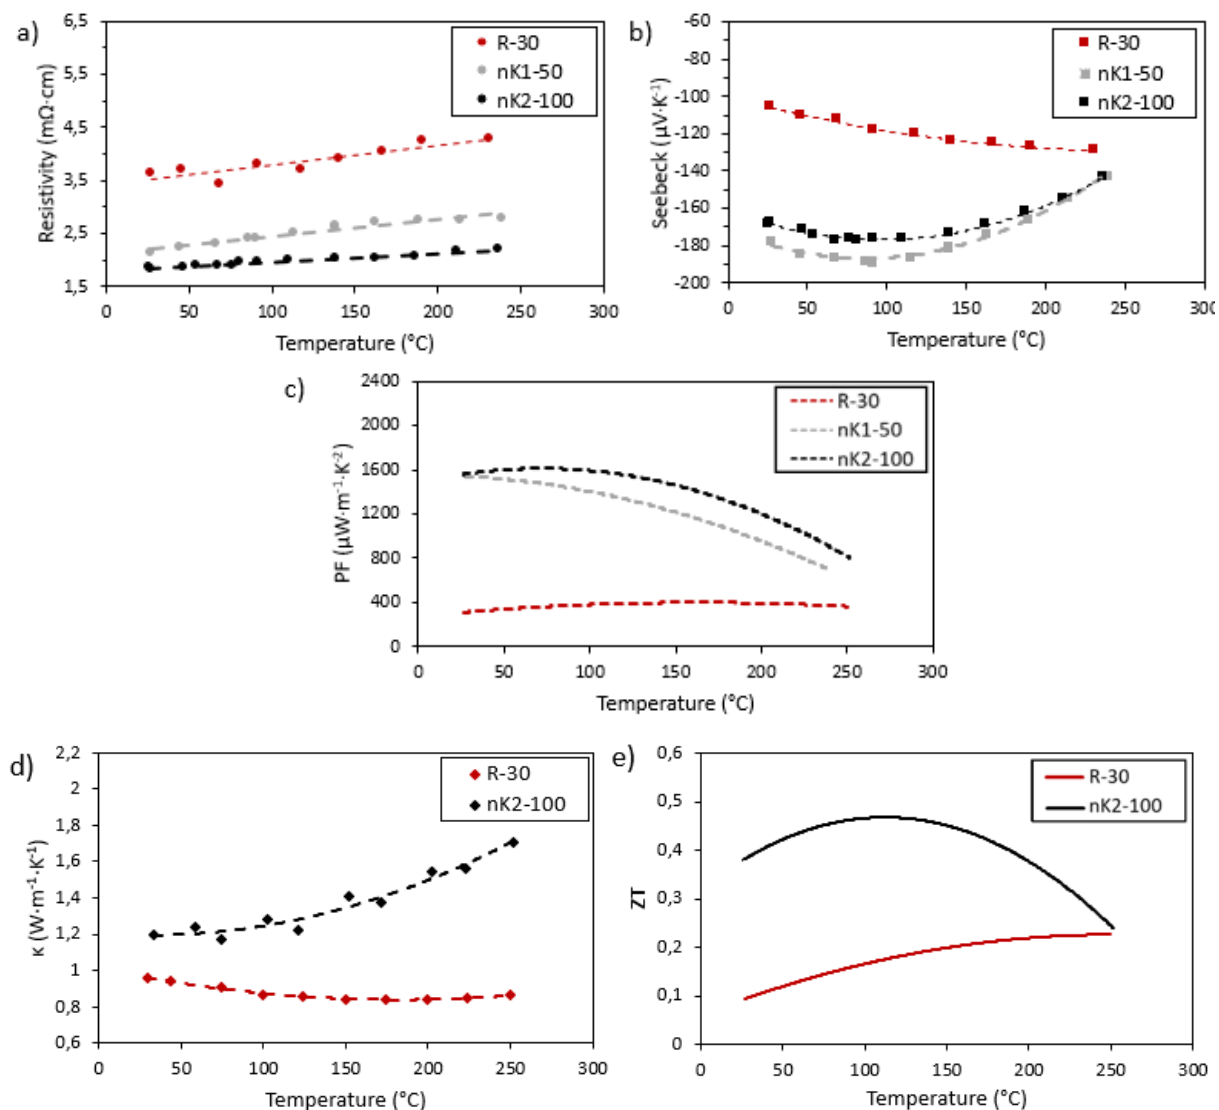 a)
Resistivity (mΩ·cm)
6,5
5,5
4,5
3,5
2,5
1,5
0 50 100 150 200 250 300
Temperature (°C)
R-30
nK1-50
nK2-100
b)
Seebeck (µV·K⁻¹)
-60
-80
-100
-120
-140
-160
-180
-200
0 50 100 150 200 250 300
Temperature (°C)
R-30
nK1-50
nK2-100
c)
PF (µW·m⁻¹·K⁻²)
2400
2000
1600
1200
800
400
0
0 50 100 150 200 250 300
Temperature (°C)
R-30
nK1-50
nK2-100
d)
κ (W·m⁻¹·K⁻¹)
2,2
2
1,8
1,6
1,4
1,2
1
0,8
0,6
0 50 100 150 200 250 300
Temperature (°C)
R-30
nK2-100
e)
ZT
0,6
0,5
0,4
0,3
0,2
0,1
0
0 50 100 150 200 250 300
Temperature (°C)
R-30
nK2-100